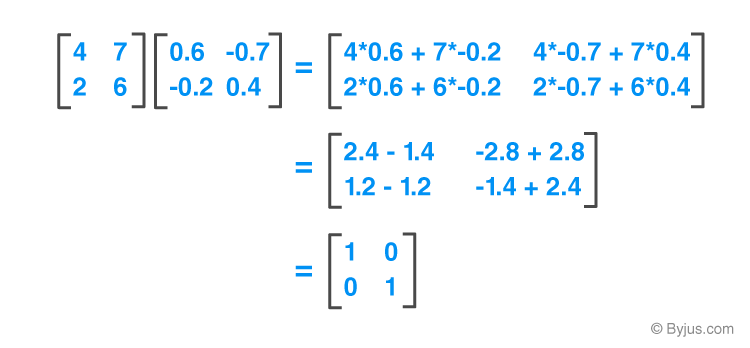 [4 7] [0.6 -0.7] = [4*0.6 + 7*-0.2 4*-0.7 + 7*0.4]
[2 6] [-0.2 0.4] [2*0.6 + 6*-0.2 2*-0.7 + 6*0.4]
= [2.4 - 1.4 -2.8 + 2.8]
[1.2 - 1.2 -1.4 + 2.4]
= [1 0]
[0 1]
© Byjus.com